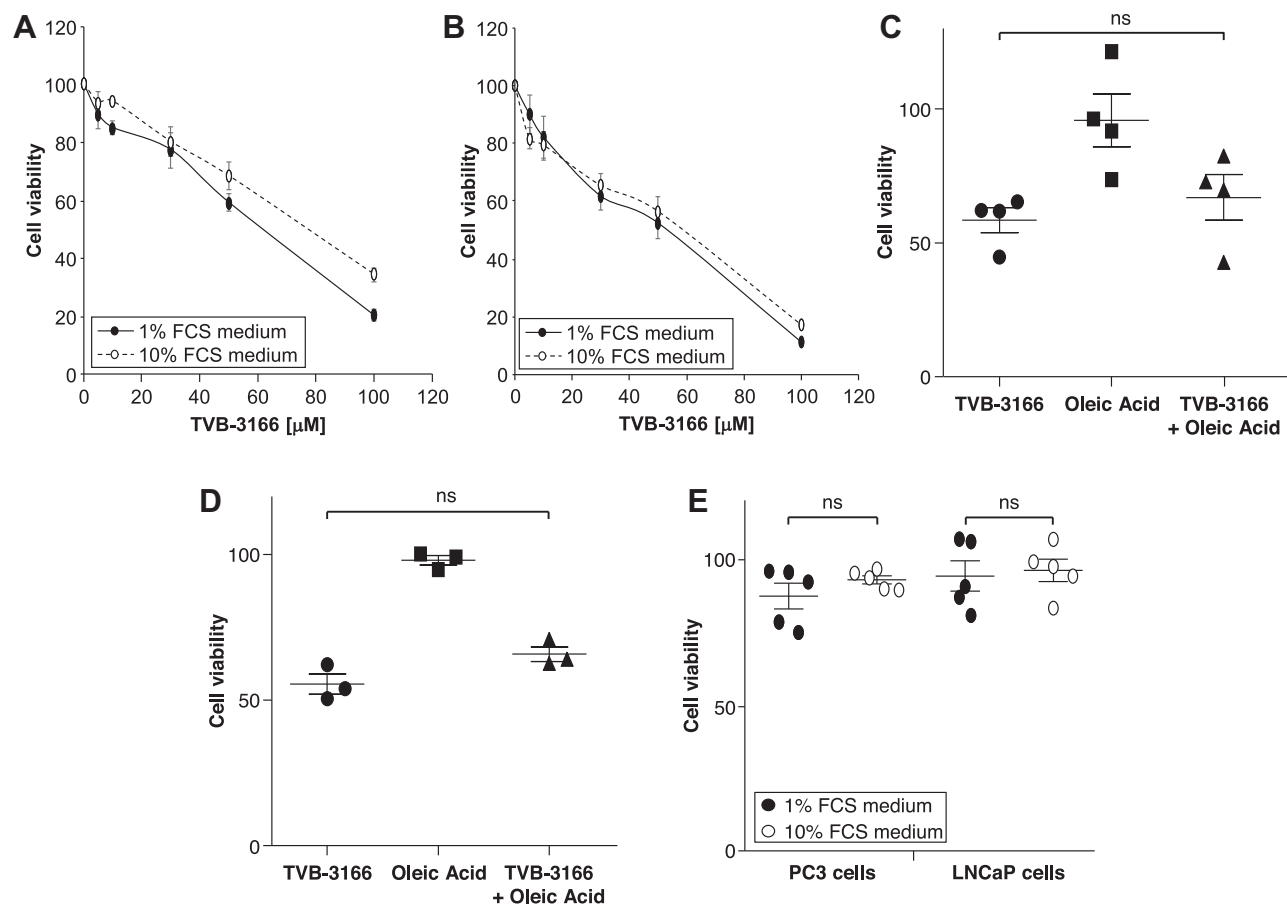 A
120
100
80
60
40
20
0
Cell viability
1% FCS medium
10% FCS medium
0 20 40 60 80 100 120
TVB-3166 [μM]
B
120
100
80
60
40
20
0
Cell viability
1% FCS medium
10% FCS medium
0 20 40 60 80 100 120
TVB-3166 [μM]
C
ns
100
50
0
Cell viability
TVB-3166 Oleic Acid TVB-3166
+ Oleic Acid
D
ns
100
50
0
Cell viability
TVB-3166 Oleic Acid TVB-3166
+ Oleic Acid
E
ns ns
100
50
0
Cell viability
1% FCS medium
10% FCS medium
PC3 cells LNCaP cells